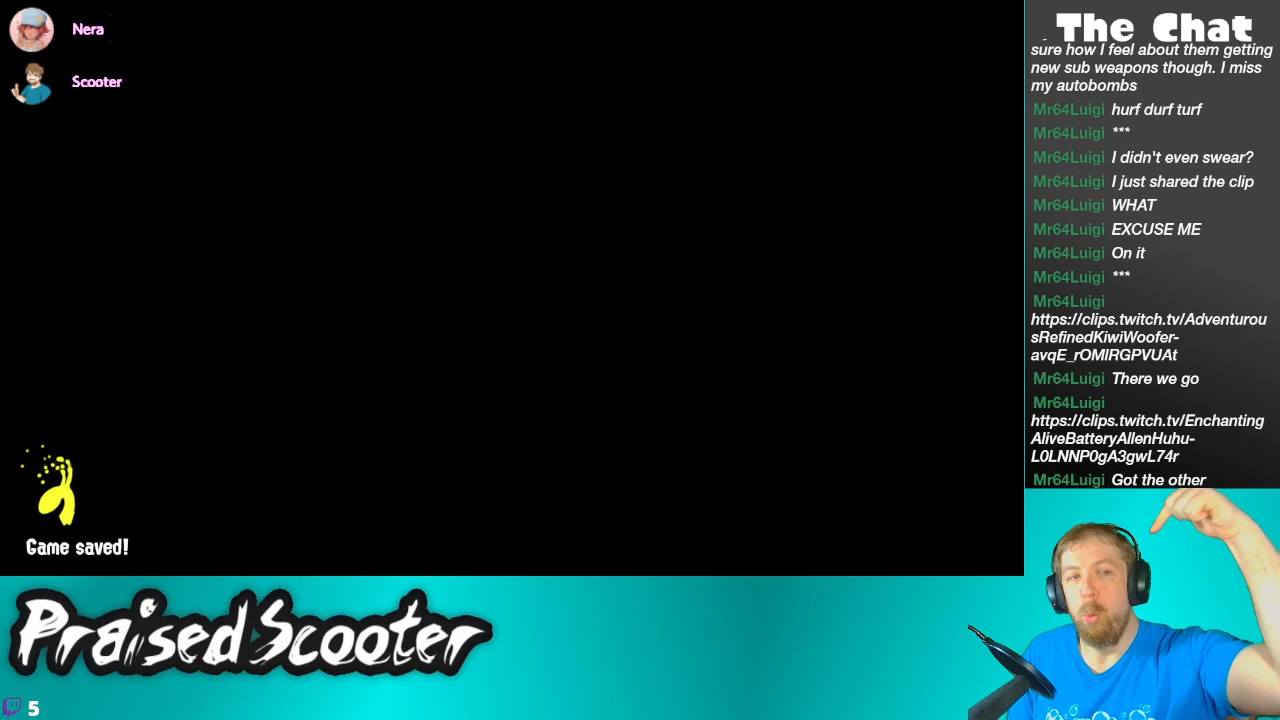 Nera
Scooter
Game saved!
PraisedScooter
5
The Chat
sure how I feel about them getting
new sub weapons though. I miss
my autobombs
Mr64Luigi hurf durf turf
Mr64Luigi ***
Mr64Luigi I didn't even swear?
Mr64Luigi I just shared the clip
Mr64Luigi WHAT
Mr64Luigi EXCUSE ME
Mr64Luigi On it
Mr64Luigi ***
Mr64Luigi
https://clips.twitch.tv/Adventurou
sRefinedKiwiWoofer-
avqE_rOMlRGPVUAt
Mr64Luigi There we go
Mr64Luigi
https://clips.twitch.tv/Enchanting
AliveBatteryAllenHuhu-
L0LNNP0gA3gwL74r
Mr64Luigi Got the other